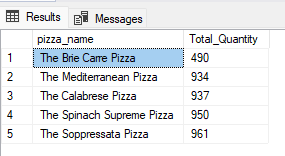 Results Messages
pizza_name Total_Quantity
1 The Brie Carre Pizza 490
2 The Mediterranean Pizza 934
3 The Calabrese Pizza 937
4 The Spinach Supreme Pizza 950
5 The Soppressata Pizza 961